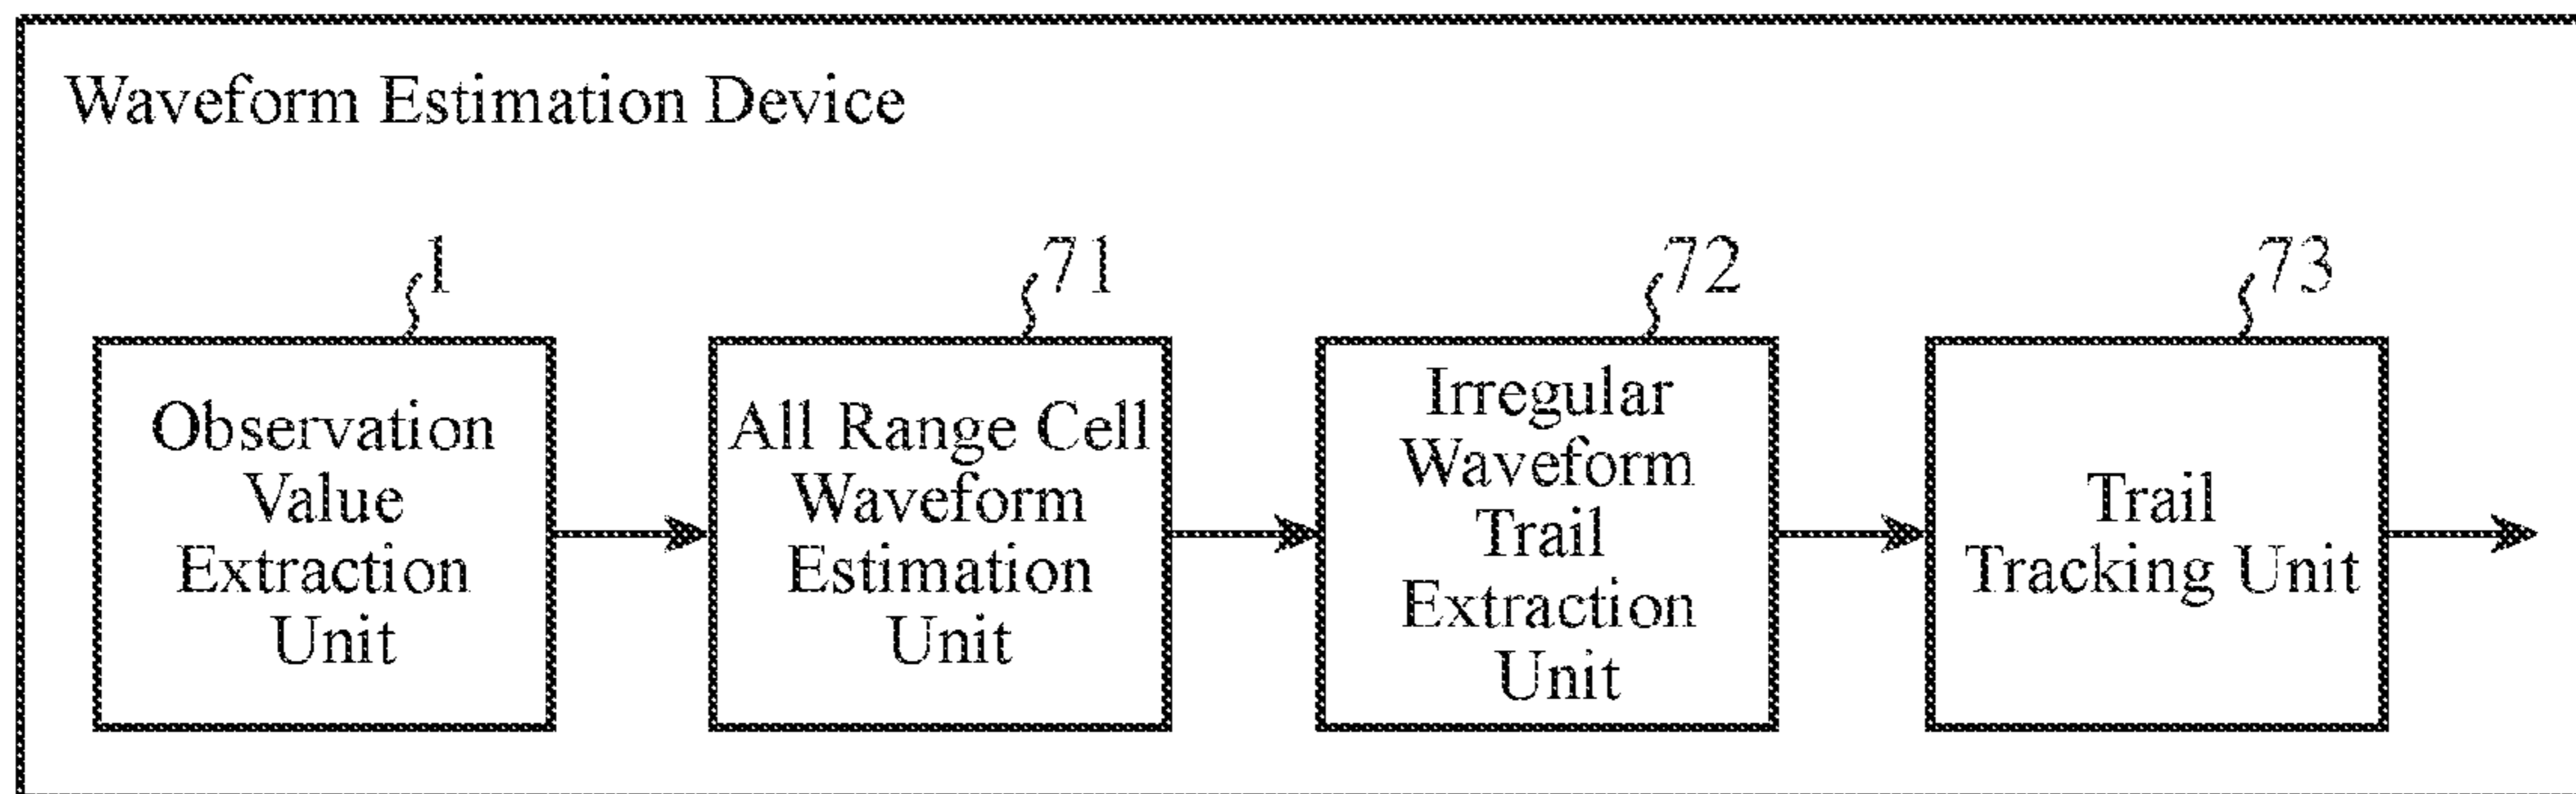 Waveform Estimation Device
1
71
72
73
Observation
Value
Extraction
Unit
All Range Cell
Waveform
Estimation
Unit
Irregular
Waveform
Trail
Extraction
Unit
Trail
Tracking Unit